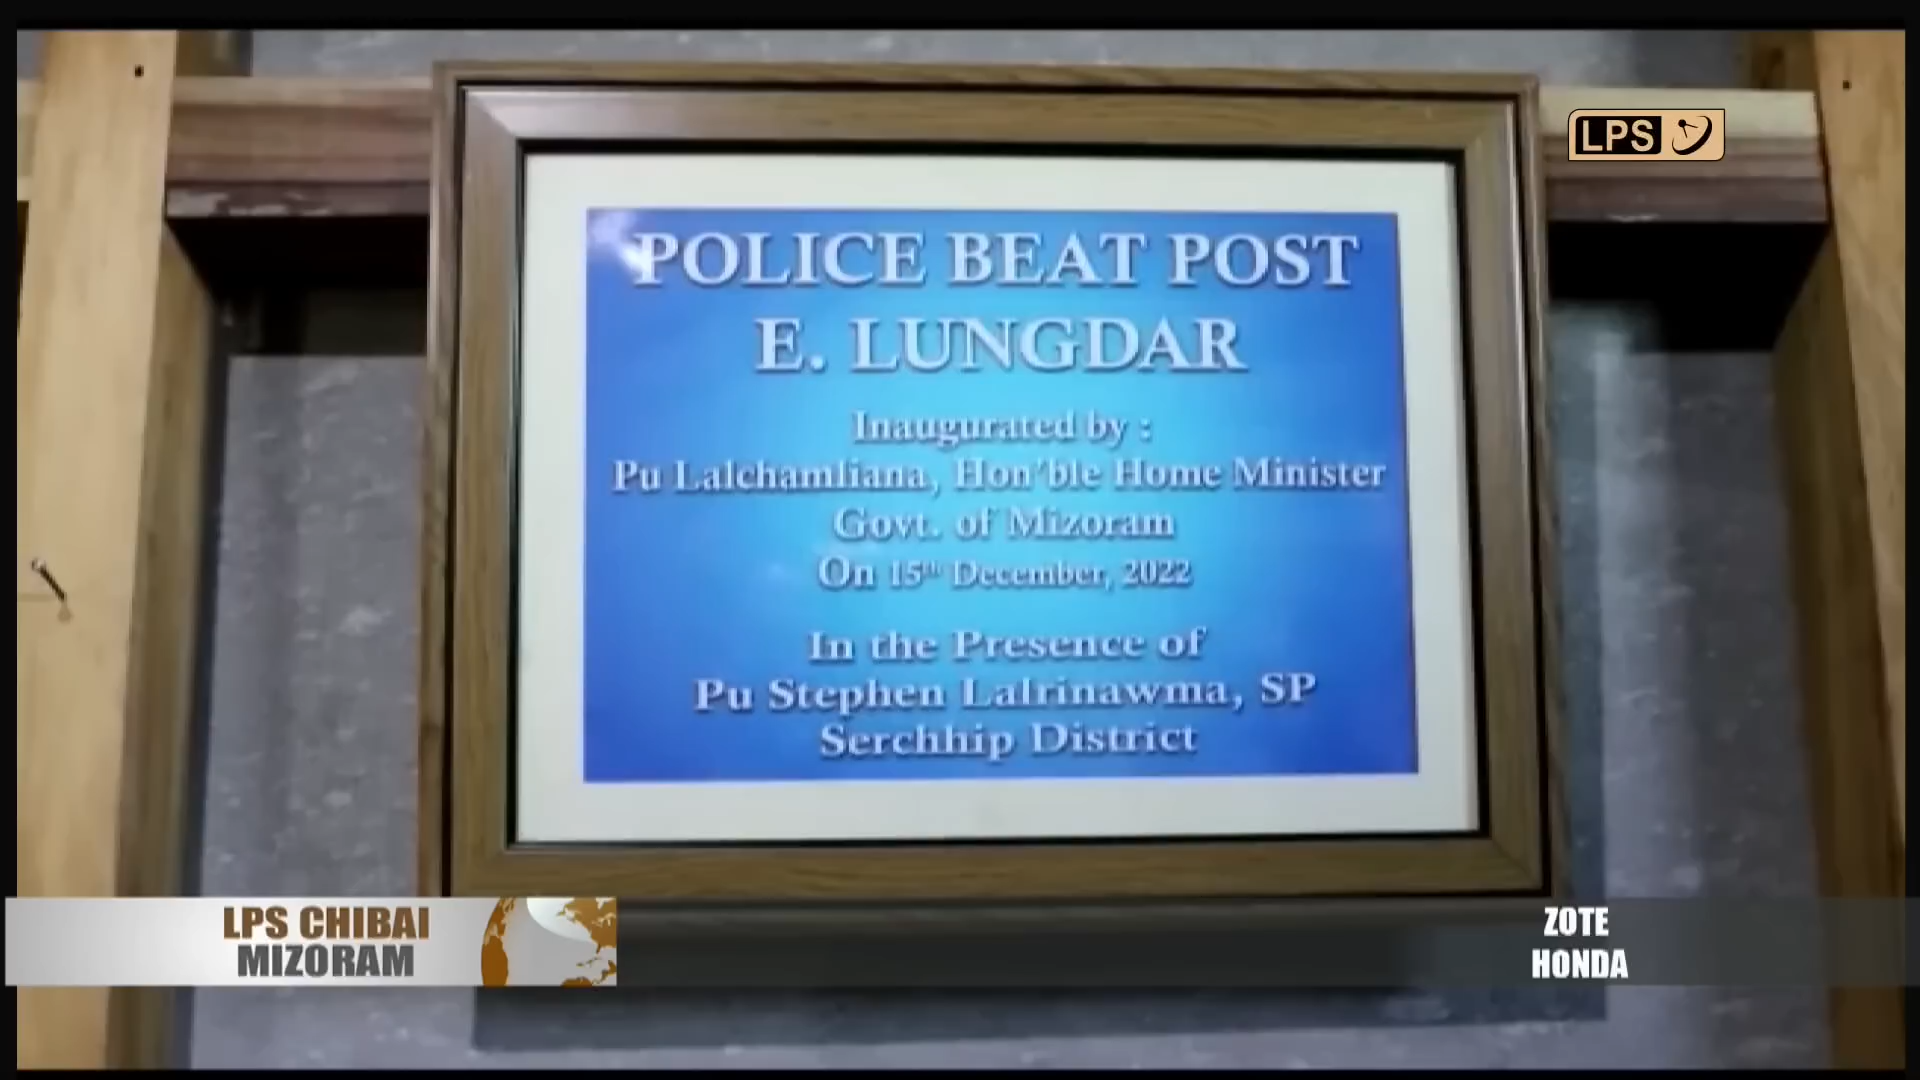 LPS
POLICE BEAT POST
E. LUNGDAR
Inaugurated by :
Pu Lalchamliana, Hon'ble Home Minister
Govt. of Mizoram
On 15th December, 2022
In the Presence of
Pu Stephen Lalrinawma, SP
Serchhip District
LPS CHIBAI
MIZORAM
ZOTE
HONDA